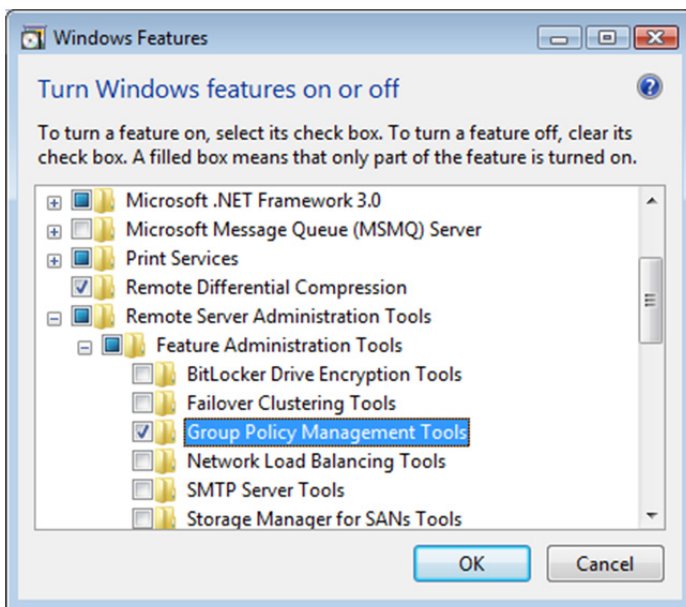 Windows Features
Turn Windows features on or off
To turn a feature on, select its check box. To turn a feature off, clear its
check box. A filled box means that only part of the feature is turned on.
Microsoft .NET Framework 3.0
Microsoft Message Queue (MSMQ) Server
Print Services
Remote Differential Compression
Remote Server Administration Tools
Feature Administration Tools
BitLocker Drive Encryption Tools
Failover Clustering Tools
Group Policy Management Tools
Network Load Balancing Tools
SMTP Server Tools
Storage Manager for SANs Tools
OK
Cancel